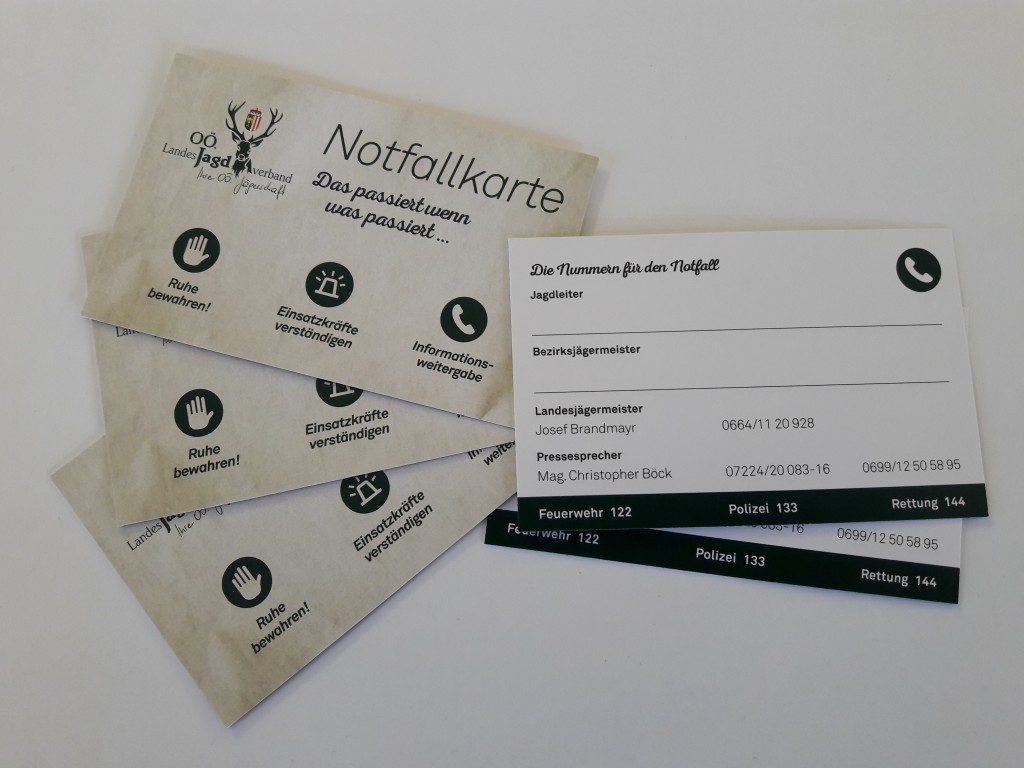 OÖ.
Landes Jagd verband
Ihre OÖ. Jägerschaft
Notfallkarte
Das passiert wenn
was passiert ...
Ruhe
bewahren!
Einsatzkräfte
verständigen
Informations-
weitergabe
Ruhe
bewahren!
Einsatzkräfte
verständigen
Landes
Ruhe
bewahren!
Einsatzkräfte
verständigen
Die Nummern für den Notfall
Jagdleiter
Bezirksjägermeister
Landesjägermeister
Josef Brandmayr 0664/11 20 928
Pressesprecher
Mag. Christopher Böck 07224/20 083-16 0699/12 50 58 95
Feuerwehr 122 Polizei 133 Rettung 144
083-16 0699/12 50 58 95
Feuerwehr 122 Polizei 133 Rettung 144